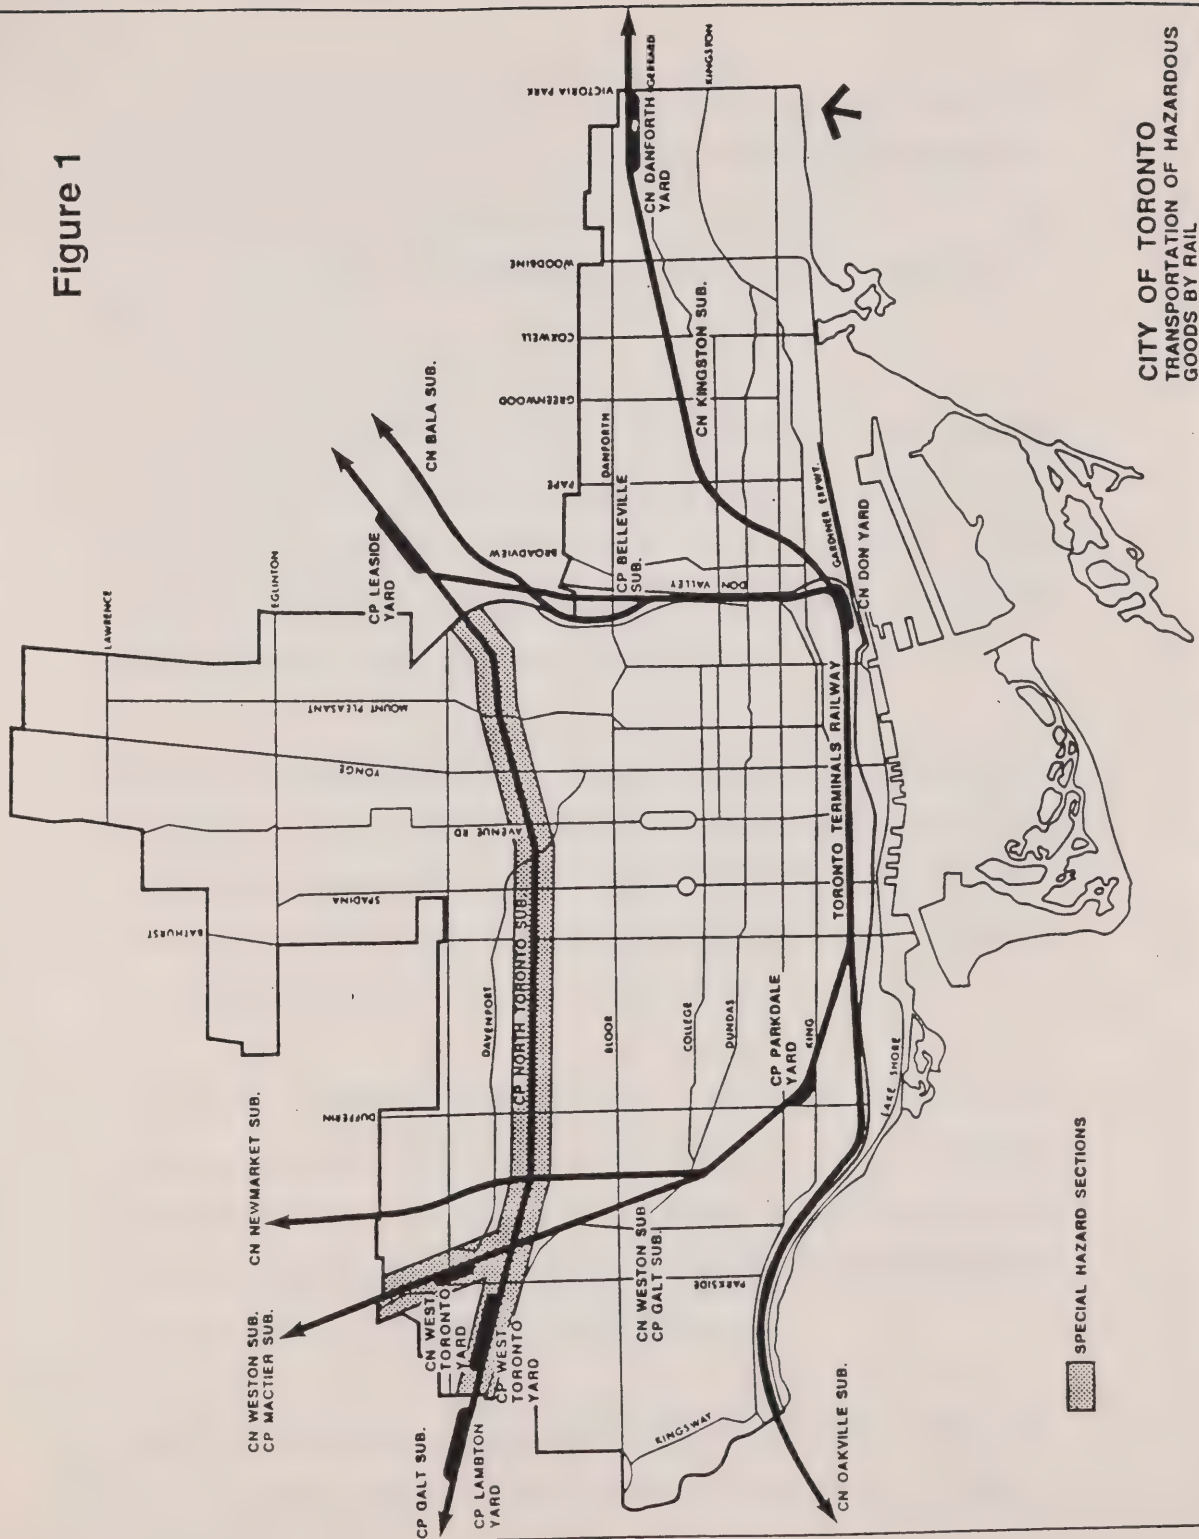 Figure 1
LAWRENCE
EGLINTON
MOUNT PLEASANT
YONGE
AVENUE RD
SPADINA
BATHURST
DUFFERIN
CP LEASIDE
YARD
CN BALA SUB.
BROADVIEW
CP BELLEVILLE
SUB.
DON VALLEY
PAPE
DANFORTH
GREENWOOD
COXWELL
WOODBINE
VICTORIA PARK
GERRARD
KINGSTON
CN DANFORTH
YARD
CN KINGSTON SUB.
GARDINER EXPWY.
CN DON YARD
TORONTO TERMINALS RAILWAY
DAVENPORT
CP NORTH TORONTO SUB.
BLOOR
COLLEGE
DUNDAS
CP PARKDALE
YARD
KING
LAKE SHORE
CN NEWMARKET SUB.
CN WESTON SUB.
CP MACTIER SUB.
CN WEST
TORONTO
YARD
CP WEST
TORONTO
YARD
CP GALT SUB.
CP LAMBTON
YARD
CN WESTON SUB
CP GALT SUB.
PARKSIDE
KINGSWAY
CN OAKVILLE SUB.
SPECIAL HAZARD SECTIONS
CITY OF TORONTO
TRANSPORTATION OF HAZARDOUS
GOODS BY RAIL